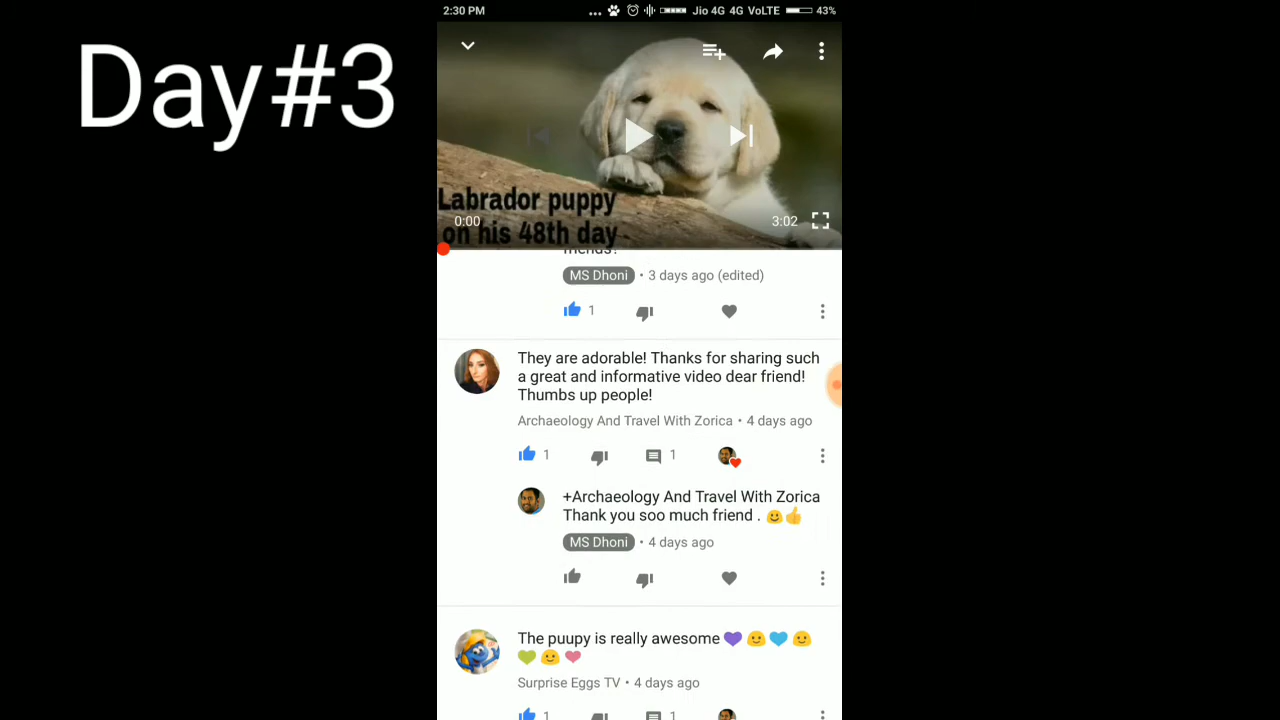 Day#3
2:30 PM ... Jio 4G 4G VoLTE 43%
Labrador puppy
on his 48th day
0:00 3:02
friends!
MS Dhoni • 3 days ago (edited)
1
They are adorable! Thanks for sharing such
a great and informative video dear friend!
Thumbs up people!
Archaeology And Travel With Zorica • 4 days ago
1 1
+Archaeology And Travel With Zorica
Thank you soo much friend . 🙂👍
MS Dhoni • 4 days ago
The puupy is really awesome 💜🙂💙🙂
💚🙂💗
Surprise Eggs TV • 4 days ago
1 1